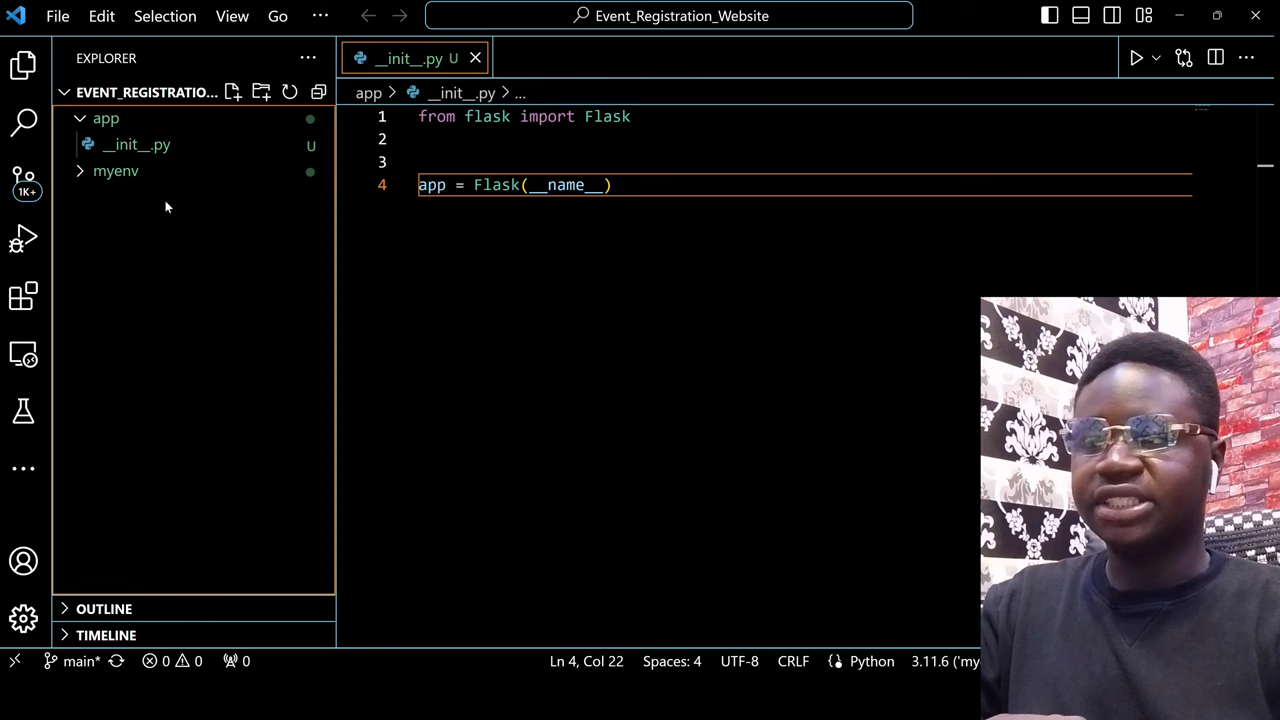 File Edit Selection View Go ···
Event_Registration_Website
EXPLORER ···
EVENT_REGISTRATIO...
app
__init__.py U
myenv
OUTLINE
TIMELINE
1K+
__init__.py U
app > __init__.py > ...
1 from flask import Flask
2
3
4 app = Flask(__name__)
main* 0 0 0
Ln 4, Col 22 Spaces: 4 UTF-8 CRLF Python 3.11.6 ('my